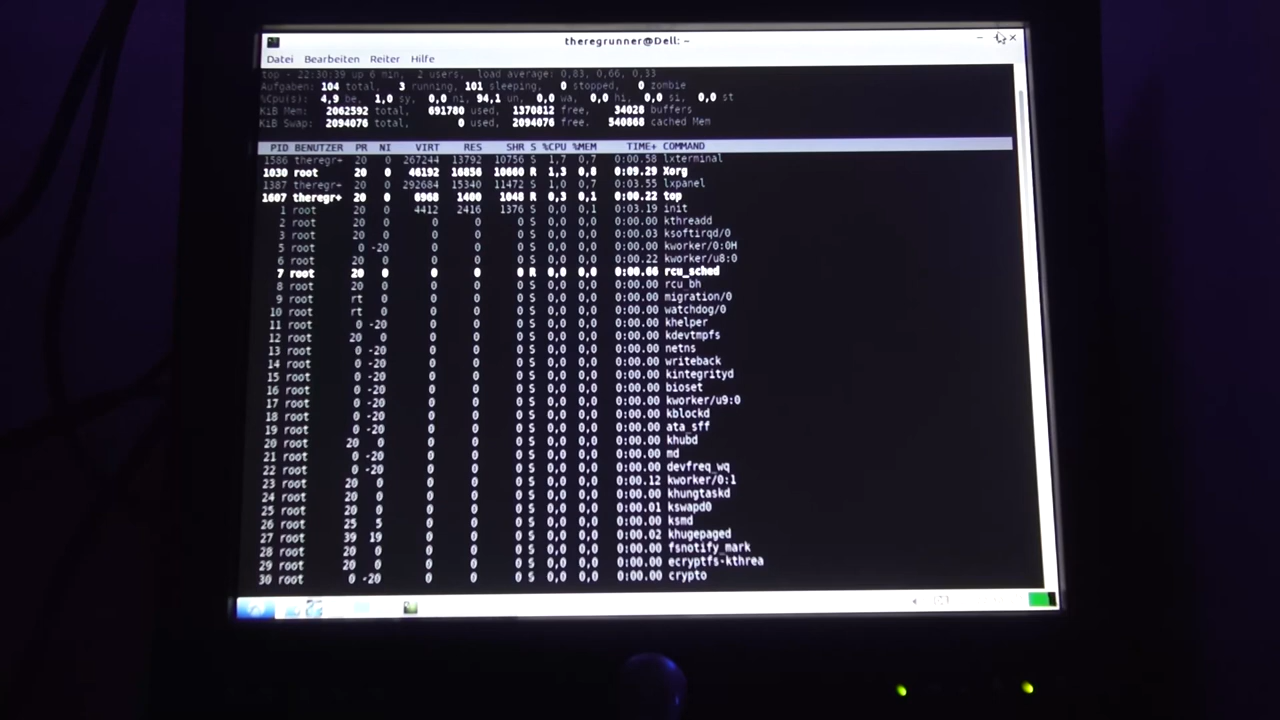 theregrunner@Dell: ~
Datei Bearbeiten Reiter Hilfe
top - 22:30:39 up 6 min, 2 users, load average: 0,83, 0,66, 0,33
Aufgaben: 104 total, 3 running, 101 sleeping, 0 stopped, 0 zombie
%Cpu(s): 4,9 be, 1,0 sy, 0,0 ni, 94,1 un, 0,0 wa, 0,0 hi, 0,0 si, 0,0 st
KiB Mem: 2062592 total, 691780 used, 1370812 free, 34028 buffers
KiB Swap: 2094076 total, 0 used, 2094076 free. 540868 cached Mem
PID BENUTZER PR NI VIRT RES SHR S %CPU %MEM TIME+ COMMAND
1586 theregr+ 20 0 267244 13792 10756 S 1,7 0,7 0:00.58 lxterminal
1030 root 20 0 46192 16856 10660 R 1,3 0,8 0:09.29 Xorg
1387 theregr+ 20 0 292684 15340 11472 S 1,0 0,7 0:03.55 lxpanel
1607 theregr+ 20 0 6968 1400 1048 R 0,3 0,1 0:00.22 top
1 root 20 0 4412 2416 1376 S 0,0 0,1 0:03.19 init
2 root 20 0 0 0 0 S 0,0 0,0 0:00.00 kthreadd
3 root 20 0 0 0 0 S 0,0 0,0 0:00.03 ksoftirqd/0
5 root 0 -20 0 0 0 S 0,0 0,0 0:00.00 kworker/0:0H
6 root 20 0 0 0 0 S 0,0 0,0 0:00.22 kworker/u8:0
7 root 20 0 0 0 0 R 0,0 0,0 0:00.66 rcu_sched
8 root 20 0 0 0 0 S 0,0 0,0 0:00.00 rcu_bh
9 root rt 0 0 0 0 S 0,0 0,0 0:00.00 migration/0
10 root rt 0 0 0 0 S 0,0 0,0 0:00.00 watchdog/0
11 root 0 -20 0 0 0 S 0,0 0,0 0:00.00 khelper
12 root 20 0 0 0 0 S 0,0 0,0 0:00.00 kdevtmpfs
13 root 0 -20 0 0 0 S 0,0 0,0 0:00.00 netns
14 root 0 -20 0 0 0 S 0,0 0,0 0:00.00 writeback
15 root 0 -20 0 0 0 S 0,0 0,0 0:00.00 kintegrityd
16 root 0 -20 0 0 0 S 0,0 0,0 0:00.00 bioset
17 root 0 -20 0 0 0 S 0,0 0,0 0:00.00 kworker/u9:0
18 root 0 -20 0 0 0 S 0,0 0,0 0:00.00 kblockd
19 root 0 -20 0 0 0 S 0,0 0,0 0:00.00 ata_sff
20 root 20 0 0 0 0 S 0,0 0,0 0:00.00 khubd
21 root 0 -20 0 0 0 S 0,0 0,0 0:00.00 md
22 root 0 -20 0 0 0 S 0,0 0,0 0:00.00 devfreq_wq
23 root 20 0 0 0 0 S 0,0 0,0 0:00.12 kworker/0:1
24 root 20 0 0 0 0 S 0,0 0,0 0:00.00 khungtaskd
25 root 20 0 0 0 0 S 0,0 0,0 0:00.01 kswapd0
26 root 25 5 0 0 0 S 0,0 0,0 0:00.00 ksmd
27 root 39 19 0 0 0 S 0,0 0,0 0:00.02 khugepaged
28 root 20 0 0 0 0 S 0,0 0,0 0:00.00 fsnotify_mark
29 root 20 0 0 0 0 S 0,0 0,0 0:00.00 ecryptfs-kthrea
30 root 0 -20 0 0 0 S 0,0 0,0 0:00.00 crypto